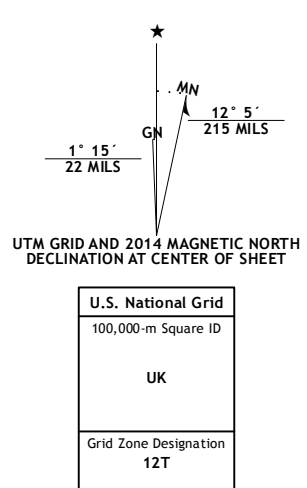 ★
MN
GN
12° 5´
215 MILS
1° 15´
22 MILS
UTM GRID AND 2014 MAGNETIC NORTH
DECLINATION AT CENTER OF SHEET
U.S. National Grid
100,000-m Square ID
UK
Grid Zone Designation
12T